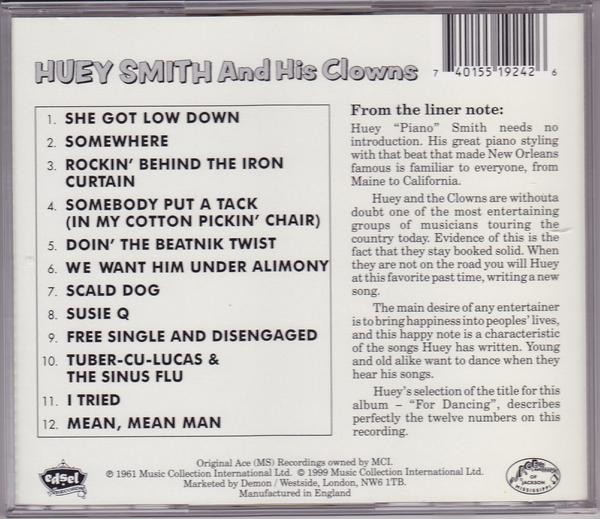 HUEY SMITH And His Clowns
7 40155 19242 6
1. SHE GOT LOW DOWN
2. SOMEWHERE
3. ROCKIN' BEHIND THE IRON
CURTAIN
4. SOMEBODY PUT A TACK
(IN MY COTTON PICKIN' CHAIR)
5. DOIN' THE BEATNIK TWIST
6. WE WANT HIM UNDER ALIMONY
7. SCALD DOG
8. SUSIE Q
9. FREE SINGLE AND DISENGAGED
10. TUBER-CU-LUCAS &
THE SINUS FLU
11. I TRIED
12. MEAN, MEAN MAN
From the liner note:
Huey "Piano" Smith needs no
introduction. His great piano styling
with that beat that made New Orleans
famous is familiar to everyone, from
Maine to California.
Huey and the Clowns are withouta
doubt one of the most entertaining
groups of musicians touring the
country today. Evidence of this is the
fact that they stay booked solid. When
they are not on the road you will Huey
at this favorite past time, writing a new
song.
The main desire of any entertainer
is to bring happiness into peoples' lives,
and this happy note is a characteristic
of the songs Huey has written. Young
and old alike want to dance when they
hear his songs.
Huey's selection of the title for this
album – "For Dancing", describes
perfectly the twelve numbers on this
recording.
edsel
Original Ace (MS) Recordings owned by MCI.
℗ 1961 Music Collection International Ltd. © 1999 Music Collection International Ltd.
Marketed by Demon / Westside, London, NW6 1TB.
Manufactured in England
Ace
OF JACKSON
MISSISSIPPI